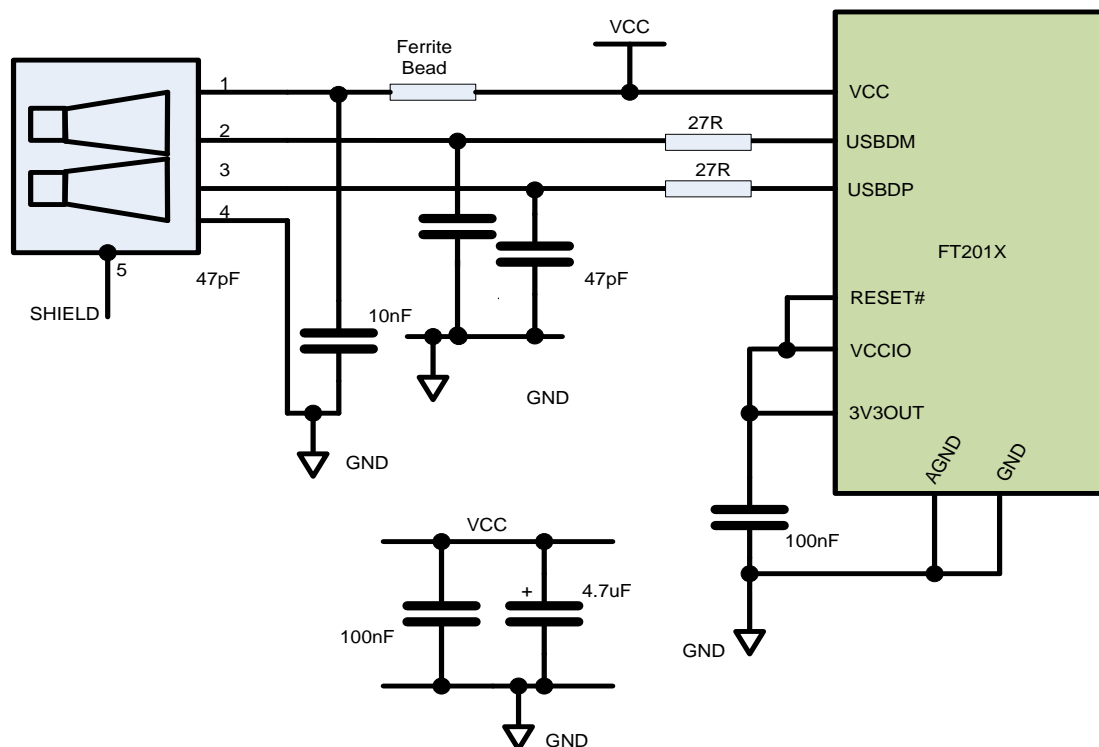 VCC
Ferrite
Bead
1
VCC
27R
2
USBDM
27R
3
USBDP
4
FT201X
5
47pF
47pF
RESET#
SHIELD
10nF
VCCIO
GND
3V3OUT
GND
AGND
GND
VCC
100nF
+
4.7uF
100nF
GND
GND